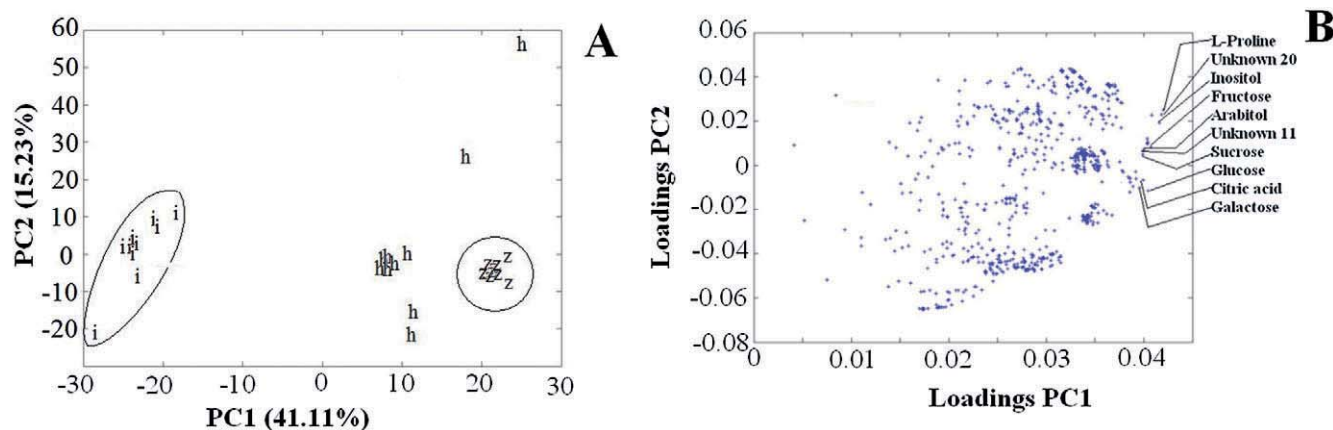 A
PC2 (15.23%)
60
50
40
30
20
10
0
-10
-20
-30
-20
-10
0
10
20
30
PC1 (41.11%)
h
h
h
h
h
h
h
h
h
h
h
i
i
i
i
i
i
i
i
i
i
z
z
z
z
z
z
z
z
B
Loadings PC2
0.06
0.04
0.02
0
-0.02
-0.04
-0.06
-0.08
0
0.01
0.02
0.03
0.04
Loadings PC1
L-Proline
Unknown 20
Inositol
Fructose
Arabitol
Unknown 11
Sucrose
Glucose
Citric acid
Galactose